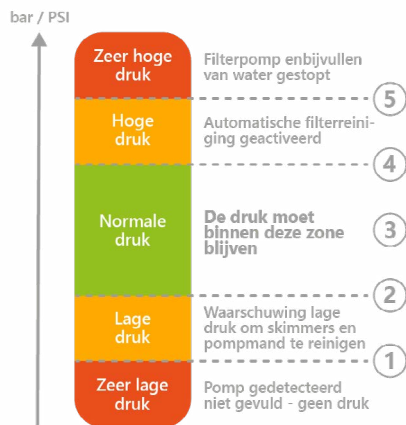 bar / PSI
Zeer hoge
druk
Filterpomp enbijvullen
van water gestopt
5
Hoge
druk
Automatische filterreini-
ging geactiveerd
4
Normale
druk
De druk moet
binnen deze zone
blijven
3
2
Lage
druk
Waarschuwing lage
druk om skimmers en
pompmand te reinigen
1
Zeer lage
druk
Pomp gedetecteerd
niet gevuld - geen druk